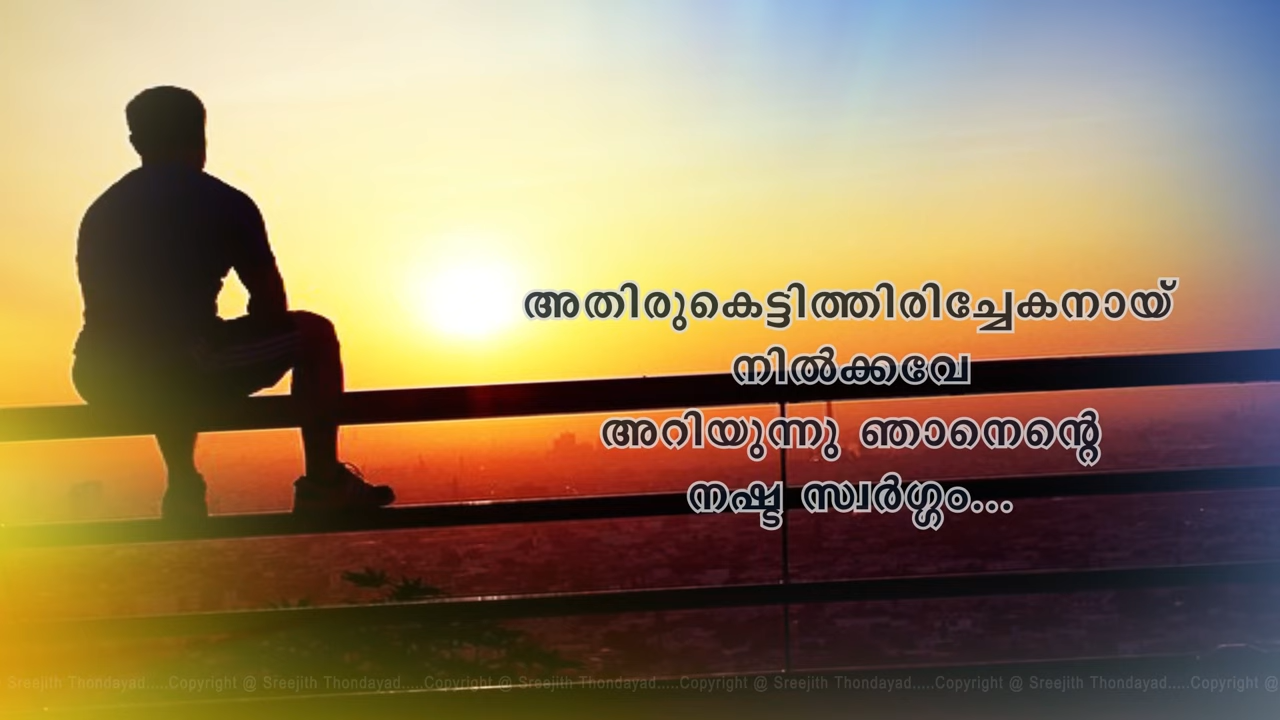 അതിരുകെട്ടിത്തിരിച്ചേകനായ്
നിൽക്കവേ
അറിയുന്നു ഞാനെന്റെ
നഷ്ട സ്വർഗ്ഗം...
Sreejith Thondayad.....Copyright @ Sreejith Thondayad.....Copyright @ Sreejith Thondayad.....Copyright @ Sreejith Thondayad.....Copyright @ Sreejith Thondayad.....Copyright @